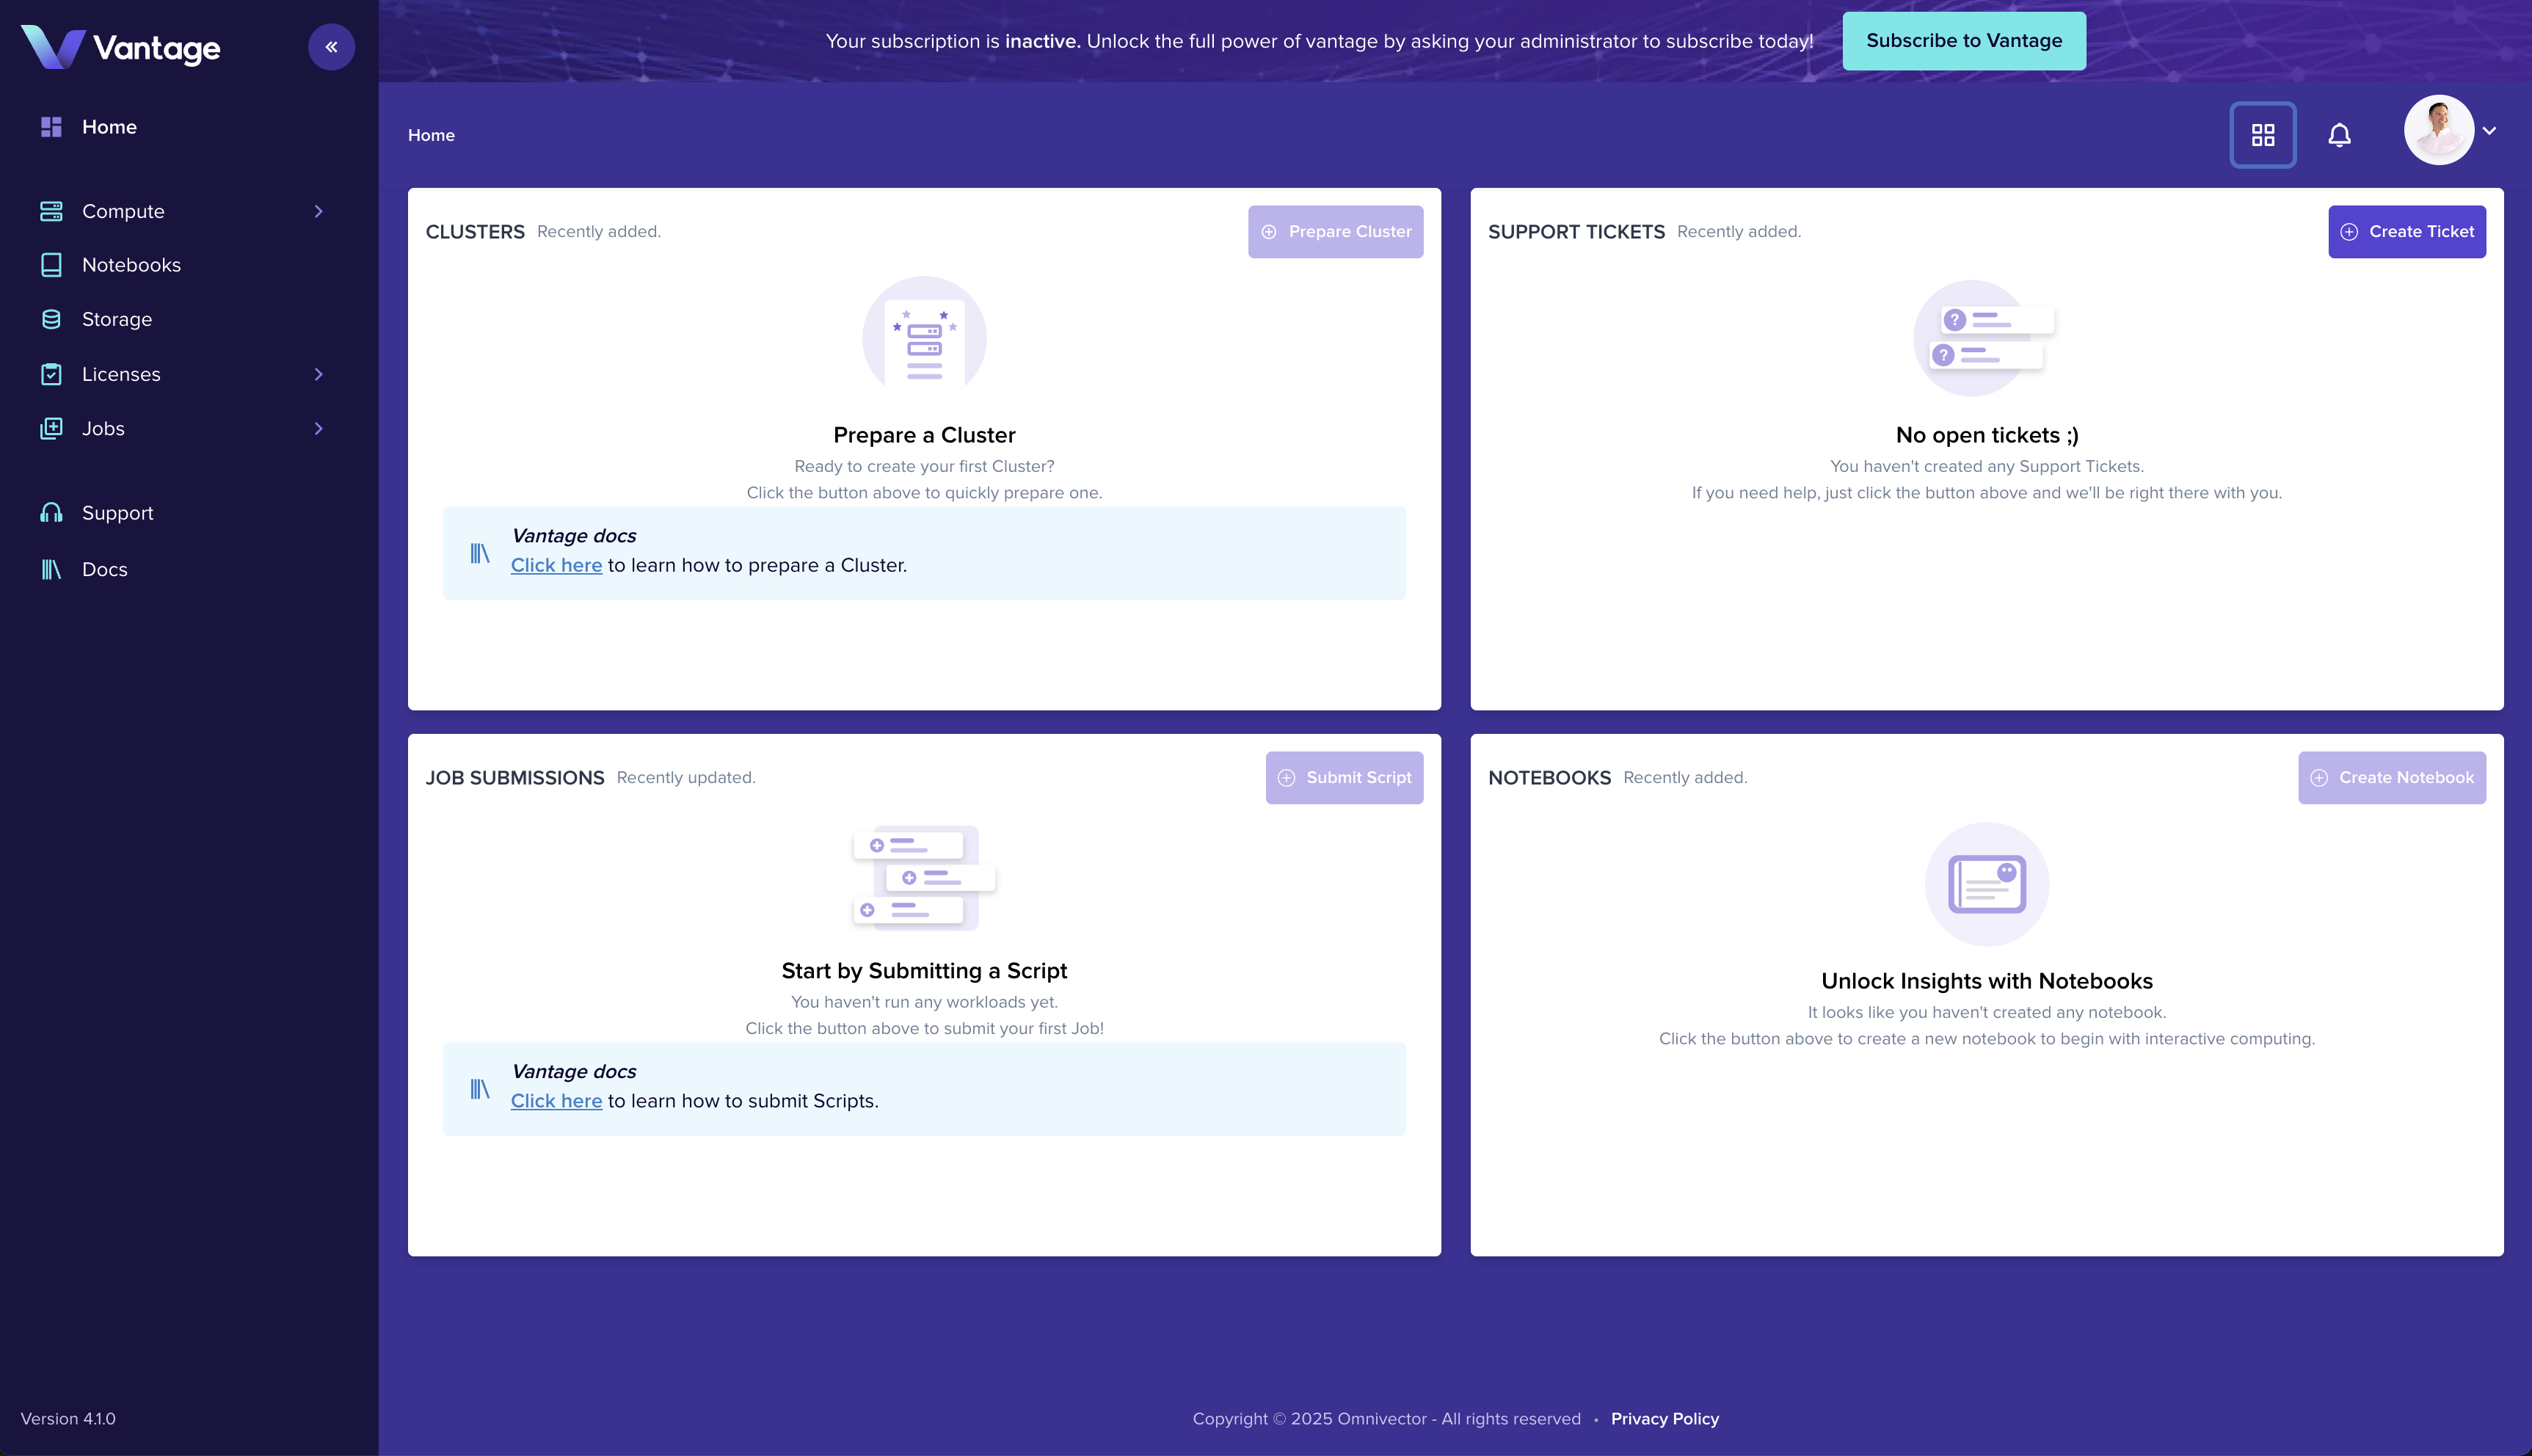 Vantage
Home
Compute
Notebooks
Storage
Licenses
Jobs
Support
Docs
Version 4.1.0
Your subscription is inactive. Unlock the full power of vantage by asking your administrator to subscribe today!
Subscribe to Vantage
Home
CLUSTERS Recently added.
Prepare Cluster
Prepare a Cluster
Ready to create your first Cluster?
Click the button above to quickly prepare one.
Vantage docs
Click here to learn how to prepare a Cluster.
SUPPORT TICKETS Recently added.
Create Ticket
?
?
No open tickets ;)
You haven't created any Support Tickets.
If you need help, just click the button above and we'll be right there with you.
JOB SUBMISSIONS Recently updated.
Submit Script
Start by Submitting a Script
You haven't run any workloads yet.
Click the button above to submit your first Job!
Vantage docs
Click here to learn how to submit Scripts.
NOTEBOOKS Recently added.
Create Notebook
Unlock Insights with Notebooks
It looks like you haven't created any notebook.
Click the button above to create a new notebook to begin with interactive computing.
Copyright © 2025 Omnivector - All rights reserved • Privacy Policy